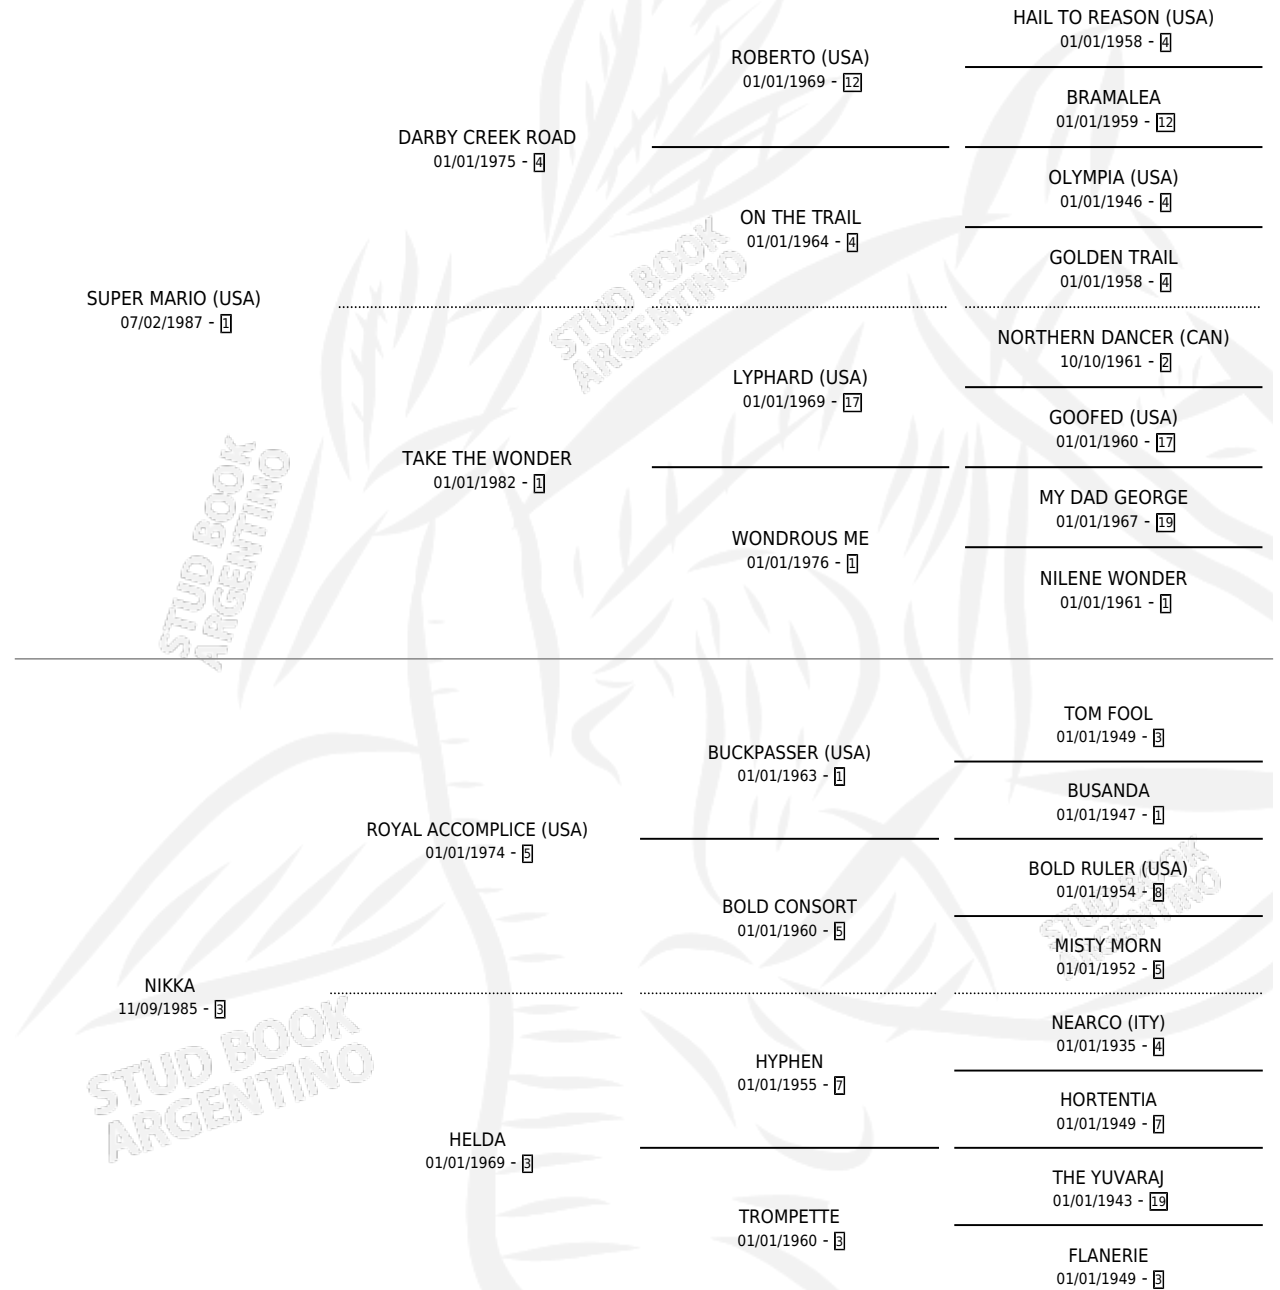 HAIL TO REASON (USA)
01/01/1958 - 4
ROBERTO (USA)
01/01/1969 - 12
BRAMALEA
01/01/1959 - 12
DARBY CREEK ROAD
01/01/1975 - 4
OLYMPIA (USA)
01/01/1946 - 4
ON THE TRAIL
01/01/1964 - 4
GOLDEN TRAIL
01/01/1958 - 4
SUPER MARIO (USA)
07/02/1987 - 1
STUD BOOK
ARGENTINO
NORTHERN DANCER (CAN)
10/10/1961 - 2
LYPHARD (USA)
01/01/1969 - 17
GOOFED (USA)
01/01/1960 - 17
TAKE THE WONDER
01/01/1982 - 1
MY DAD GEORGE
01/01/1967 - 19
WONDROUS ME
01/01/1976 - 1
NILENE WONDER
01/01/1961 - 1
STUD BOOK
ARGENTINO
TOM FOOL
01/01/1949 - 3
BUCKPASSER (USA)
01/01/1963 - 1
BUSANDA
01/01/1947 - 1
ROYAL ACCOMPLICE (USA)
01/01/1974 - 5
BOLD RULER (USA)
01/01/1954 - 8
BOLD CONSORT
01/01/1960 - 5
STUD BOOK
ARGENTINO
MISTY MORN
01/01/1952 - 5
NIKKA
11/09/1985 - 3
NEARCO (ITY)
01/01/1935 - 4
HYPHEN
01/01/1955 - 7
STUD BOOK
ARGENTINO
HORTENTIA
01/01/1949 - 7
HELDA
01/01/1969 - 3
THE YUVARAJ
01/01/1943 - 19
TROMPETTE
01/01/1960 - 3
FLANERIE
01/01/1949 - 3